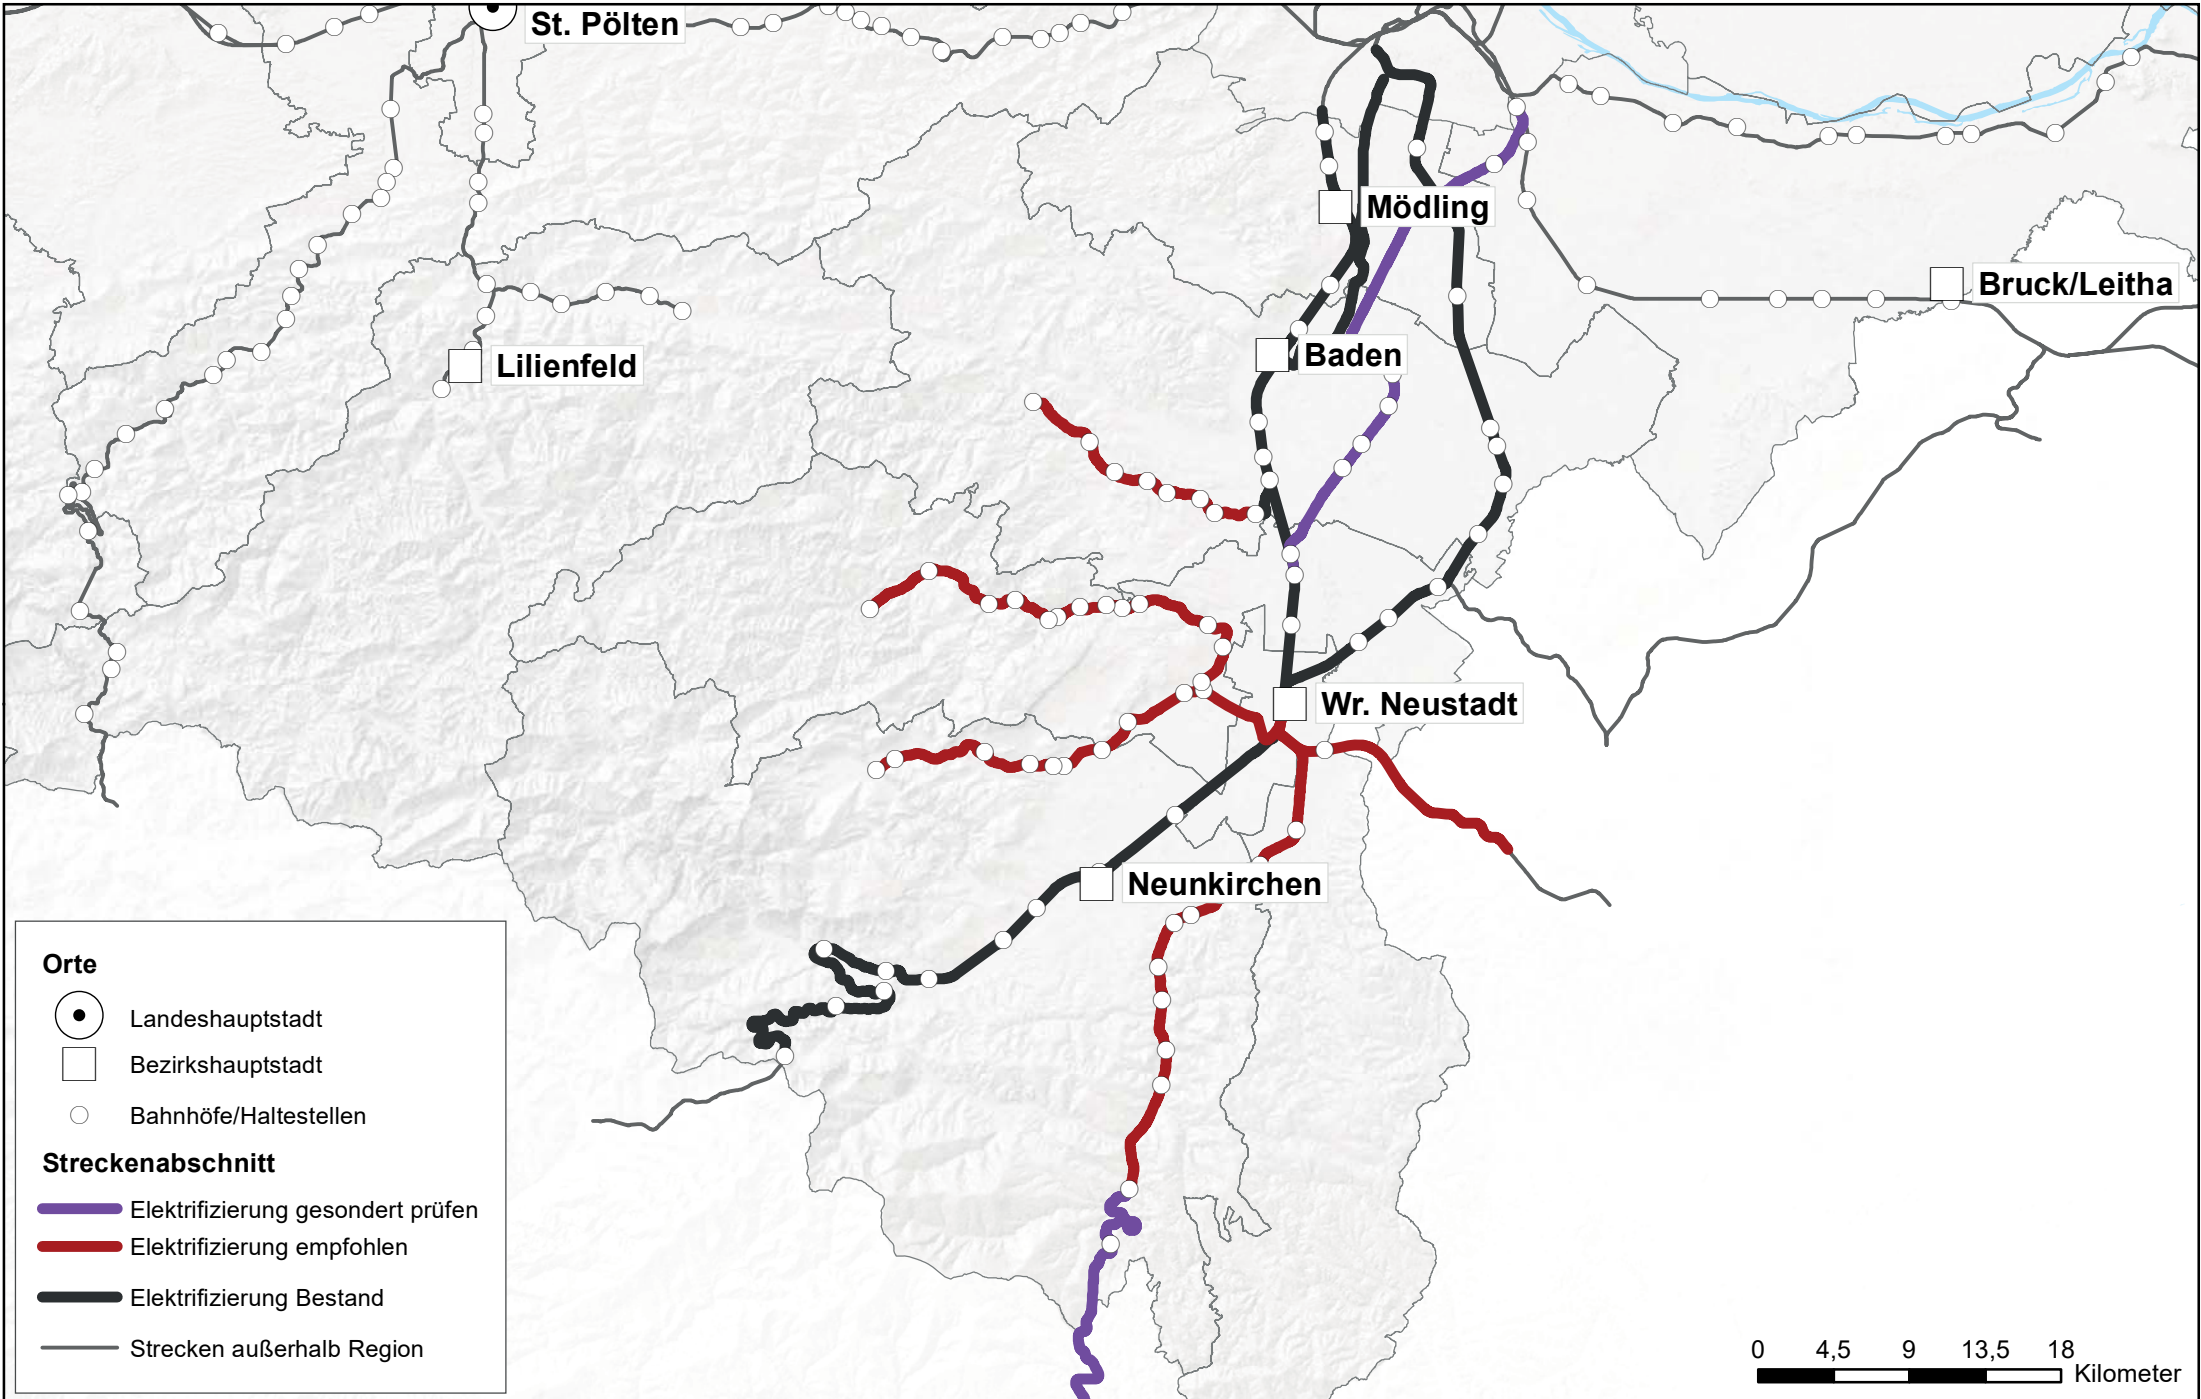 St. Pölten
Mödling
Bruck/Leitha
Baden
Lilienfeld
Wr. Neustadt
Neunkirchen
Orte
Landeshauptstadt
Bezirkshauptstadt
Bahnhöfe/Haltestellen
Streckenabschnitt
Elektrifizierung gesondert prüfen
Elektrifizierung empfohlen
Elektrifizierung Bestand
Strecken außerhalb Region
0 4,5 9 13,5 18
Kilometer